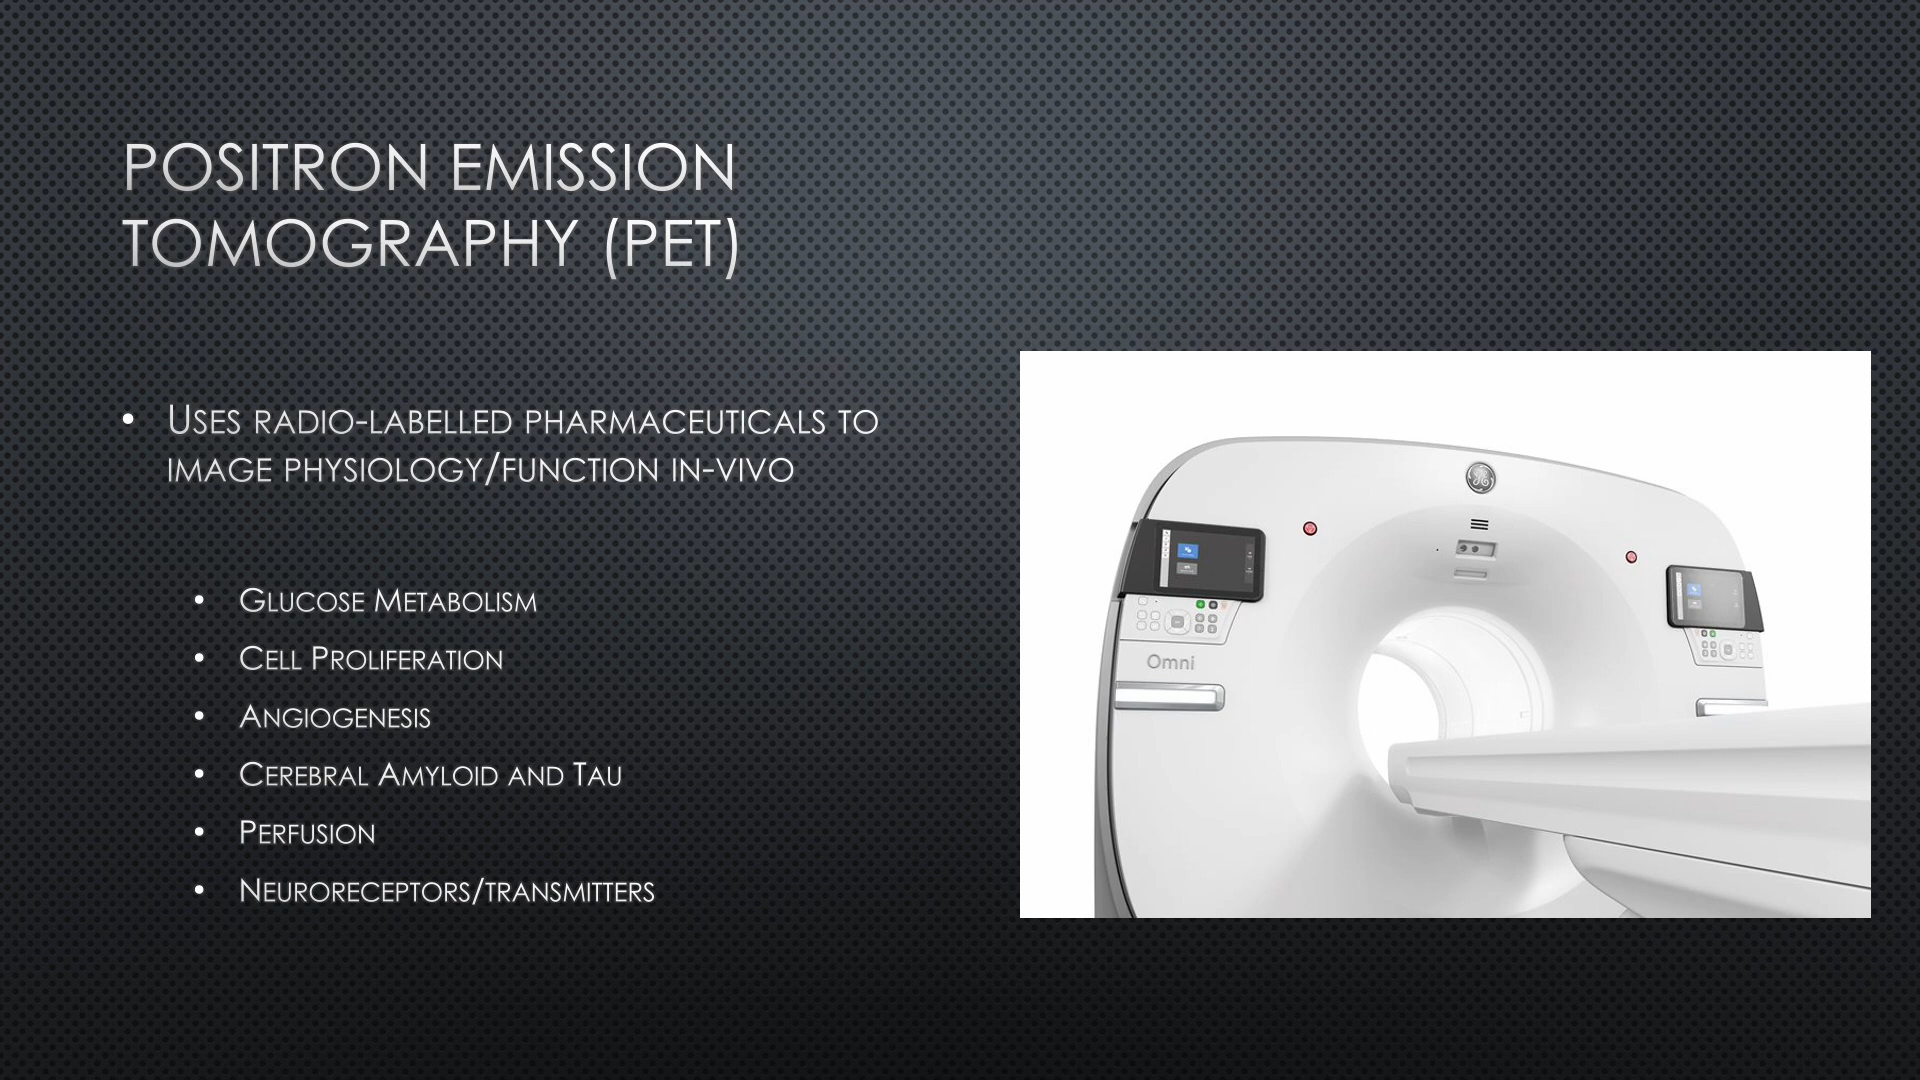 POSITRON EMISSION
TOMOGRAPHY (PET)
• USES RADIO-LABELLED PHARMACEUTICALS TO
IMAGE PHYSIOLOGY/FUNCTION IN-VIVO
• GLUCOSE METABOLISM
• CELL PROLIFERATION
• ANGIOGENESIS
• CEREBRAL AMYLOID AND TAU
• PERFUSION
• NEURORECEPTORS/TRANSMITTERS
GE
Omni